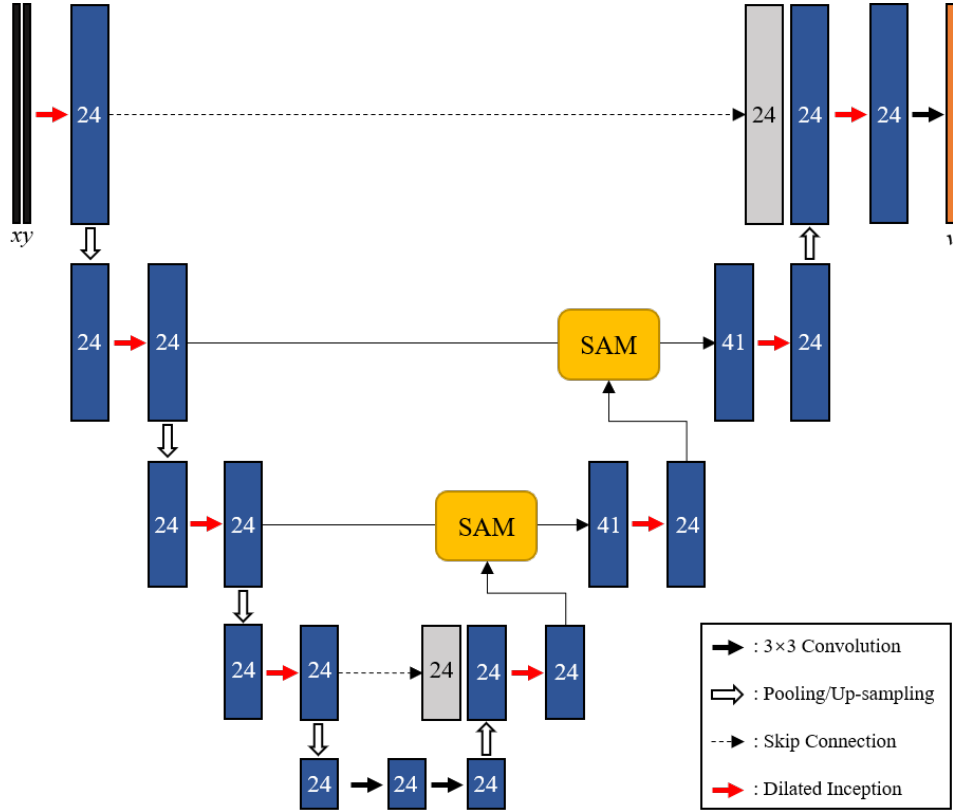 24 24 24 24
xy
24 24 SAM 41 24
24 24 SAM 41 24
24 24 24 24 24
24 24 24
: 3×3 Convolution
: Pooling/Up-sampling
: Skip Connection
: Dilated Inception